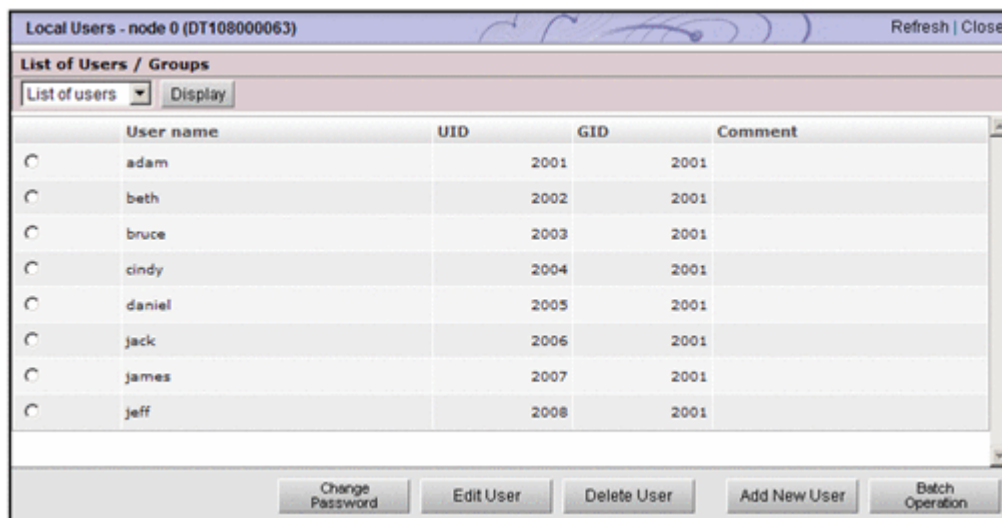 Local Users - node 0 (DT108000063) Refresh | Close
List of Users / Groups
List of users Display
User name UID GID Comment
adam 2001 2001
beth 2002 2001
bruce 2003 2001
cindy 2004 2001
daniel 2005 2001
jack 2006 2001
james 2007 2001
jeff 2008 2001
Change Password Edit User Delete User Add New User Batch Operation